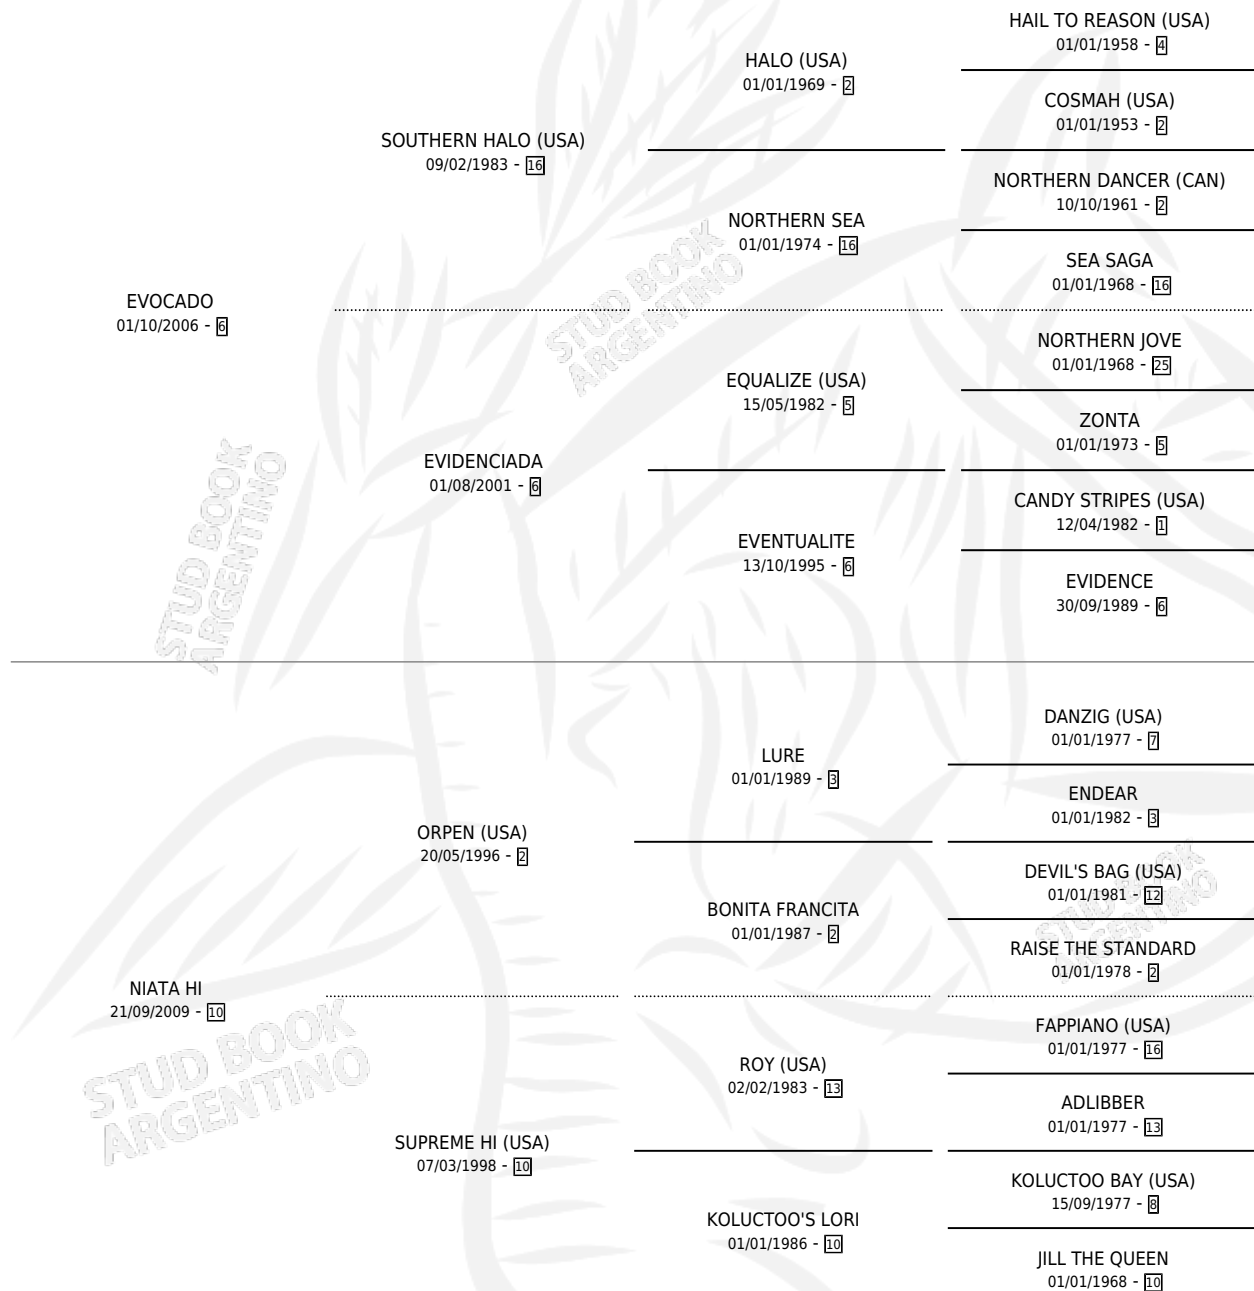 HAIL TO REASON (USA)
01/01/1958 - 4
HALO (USA)
01/01/1969 - 2
COSMAH (USA)
01/01/1953 - 2
SOUTHERN HALO (USA)
09/02/1983 - 16
NORTHERN DANCER (CAN)
10/10/1961 - 2
NORTHERN SEA
01/01/1974 - 16
SEA SAGA
01/01/1968 - 16
EVOCADO
01/10/2006 - 6
NORTHERN JOVE
01/01/1968 - 25
EQUALIZE (USA)
15/05/1982 - 5
ZONTA
01/01/1973 - 5
EVIDENCIADA
01/08/2001 - 6
CANDY STRIPES (USA)
12/04/1982 - 1
EVENTUALITE
13/10/1995 - 6
EVIDENCE
30/09/1989 - 6
DANZIG (USA)
01/01/1977 - 7
LURE
01/01/1989 - 3
ENDEAR
01/01/1982 - 3
ORPEN (USA)
20/05/1996 - 2
DEVIL'S BAG (USA)
01/01/1981 - 12
BONITA FRANCITA
01/01/1987 - 2
RAISE THE STANDARD
01/01/1978 - 2
NIATA HI
21/09/2009 - 10
FAPPIANO (USA)
01/01/1977 - 16
ROY (USA)
02/02/1983 - 13
ADLIBBER
01/01/1977 - 13
SUPREME HI (USA)
07/03/1998 - 10
KOLUCTOO BAY (USA)
15/09/1977 - 8
KOLUCTOO'S LORI
01/01/1986 - 10
JILL THE QUEEN
01/01/1968 - 10
STUD BOOK
ARGENTINO
STUD BOOK
ARGENTINO
STUD BOOK
ARGENTINO
STUD BOOK
ARGENTINO